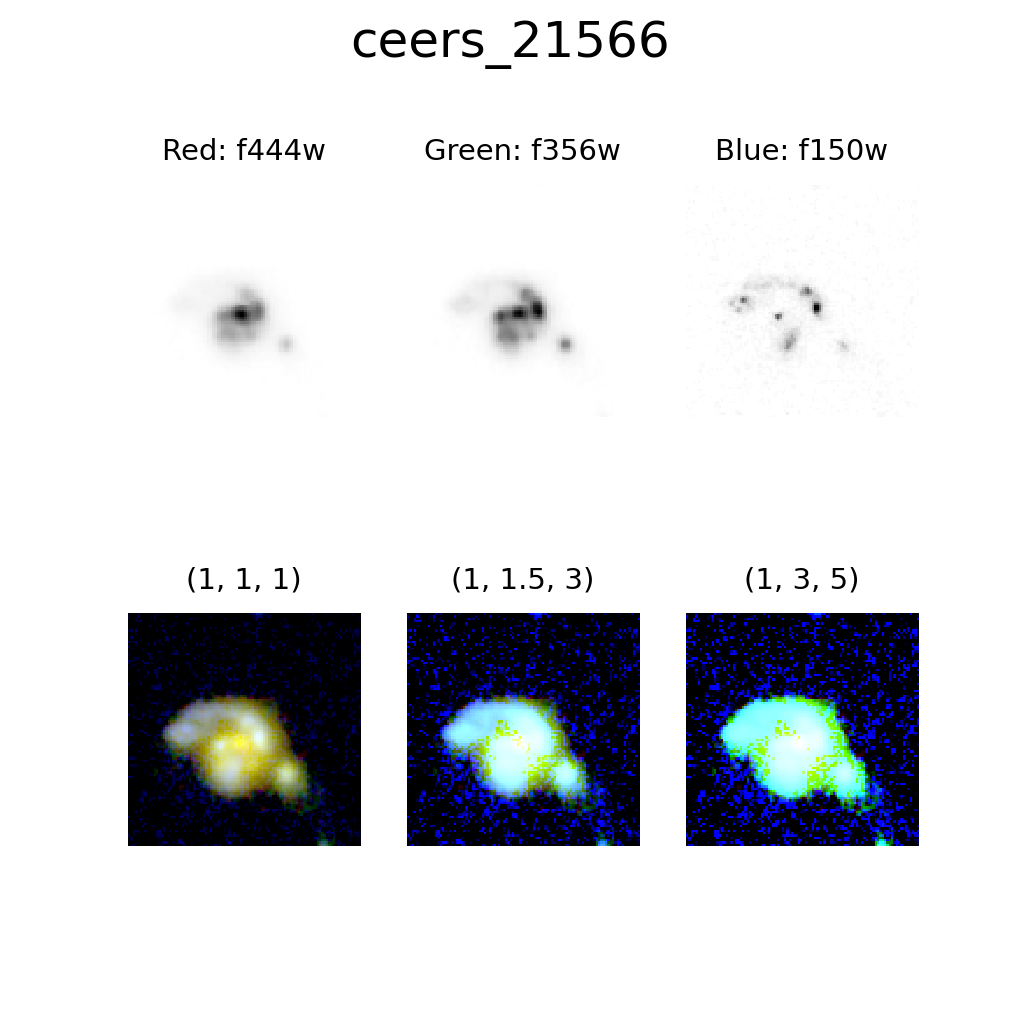 ceers_21566
Red: f444w
Green: f356w
Blue: f150w
(1, 1, 1)
(1, 1.5, 3)
(1, 3, 5)